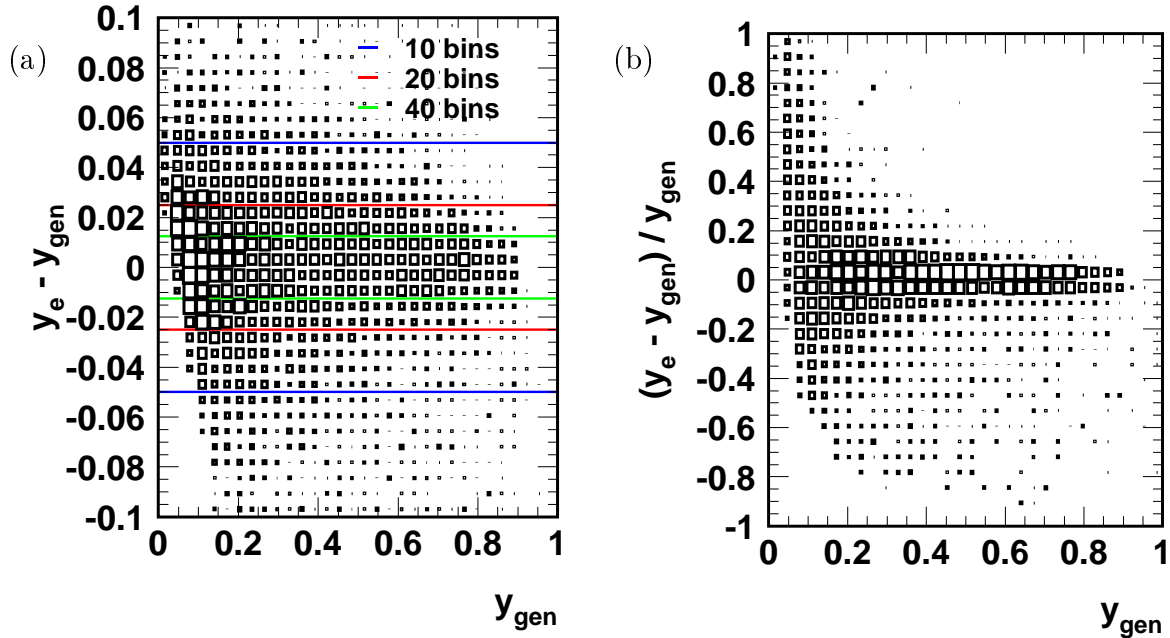 (a)
0.1
0.08
0.06
0.04
0.02
0
-0.02
-0.04
-0.06
-0.08
-0.1
y_e - y_gen
10 bins
20 bins
40 bins
0 0.2 0.4 0.6 0.8 1
y_gen
(b)
1
0.8
0.6
0.4
0.2
0
-0.2
-0.4
-0.6
-0.8
-1
(y_e - y_gen) / y_gen
0 0.2 0.4 0.6 0.8 1
y_gen